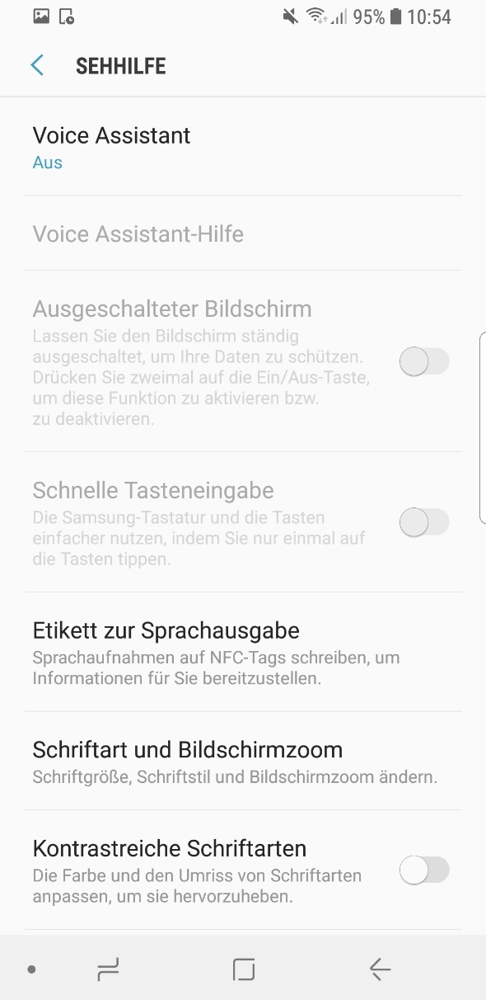 95% 10:54
SEHHILFE
Voice Assistant
Aus
Voice Assistant-Hilfe
Ausgeschalteter Bildschirm
Lassen Sie den Bildschirm ständig
ausgeschaltet, um Ihre Daten zu schützen.
Drücken Sie zweimal auf die Ein/Aus-Taste,
um diese Funktion zu aktivieren bzw.
zu deaktivieren.
Schnelle Tasteneingabe
Die Samsung-Tastatur und die Tasten
einfacher nutzen, indem Sie nur einmal auf
die Tasten tippen.
Etikett zur Sprachausgabe
Sprachaufnahmen auf NFC-Tags schreiben, um
Informationen für Sie bereitzustellen.
Schriftart und Bildschirmzoom
Schriftgröße, Schriftstil und Bildschirmzoom ändern.
Kontrastreiche Schriftarten
Die Farbe und den Umriss von Schriftarten
anpassen, um sie hervorzuheben.